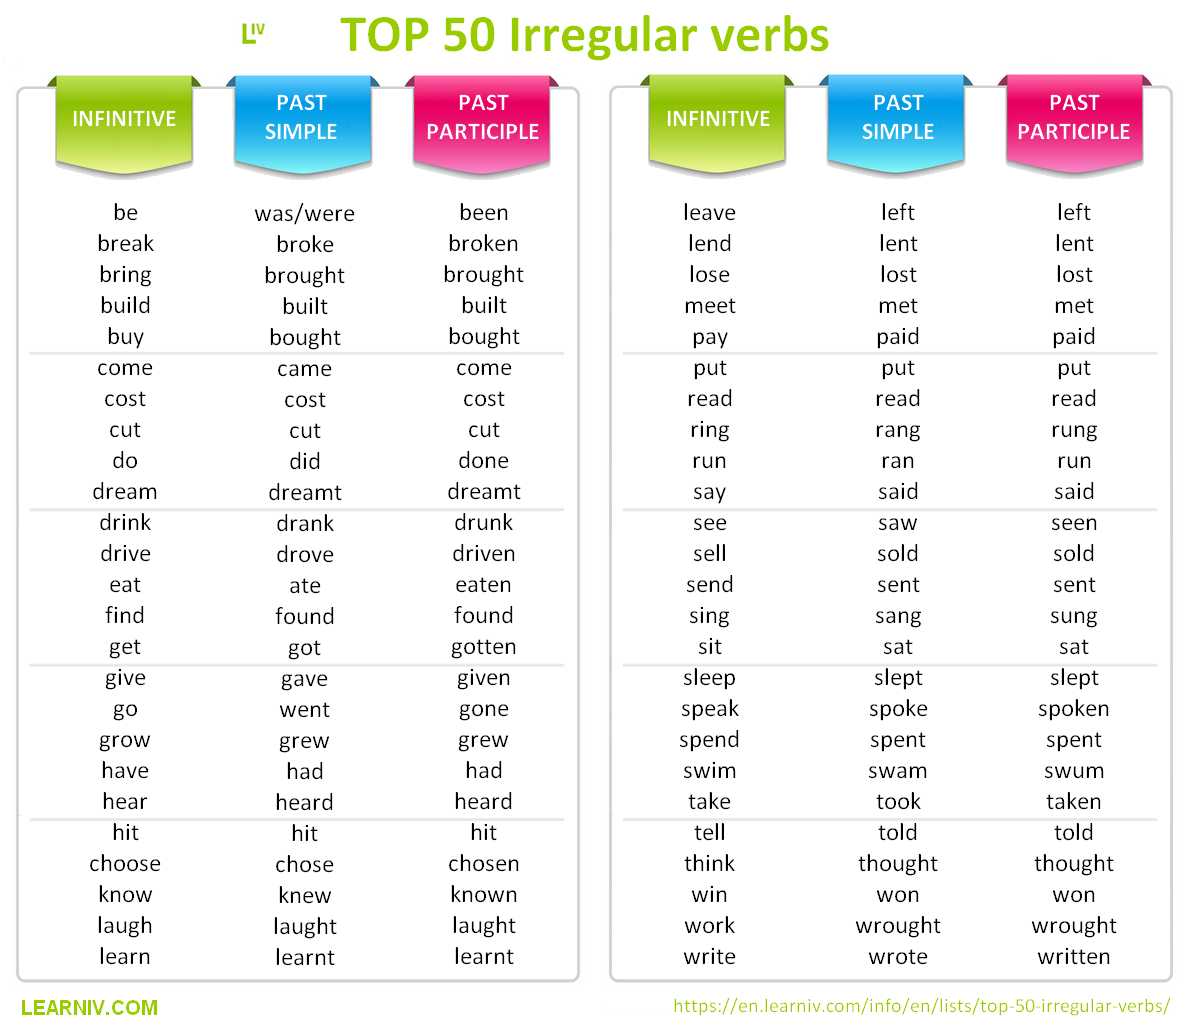 LIV TOP 50 Irregular verbs
INFINITIVE PAST SIMPLE PAST PARTICIPLE
be was/were been
break broke broken
bring brought brought
build built built
buy bought bought
come came come
cost cost cost
cut cut cut
do did done
dream dreamt dreamt
drink drank drunk
drive drove driven
eat ate eaten
find found found
get got gotten
give gave given
go went gone
grow grew grew
have had had
hear heard heard
hit hit hit
choose chose chosen
know knew known
laugh laught laught
learn learnt learnt
INFINITIVE PAST SIMPLE PAST PARTICIPLE
leave left left
lend lent lent
lose lost lost
meet met met
pay paid paid
put put put
read read read
ring rang rung
run ran run
say said said
see saw seen
sell sold sold
send sent sent
sing sang sung
sit sat sat
sleep slept slept
speak spoke spoken
spend spent spent
swim swam swum
take took taken
tell told told
think thought thought
win won won
work wrought wrought
write wrote written
LEARNIV.COM
https://en.learniv.com/info/en/lists/top-50-irregular-verbs/